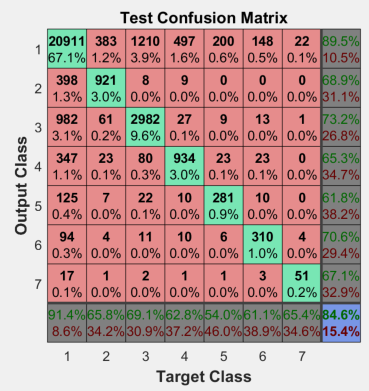 Test Confusion Matrix
1 20911 383 1210 497 200 148 22 89.5%
67.1% 1.2% 3.9% 1.6% 0.6% 0.5% 0.1% 10.5%
2 398 921 8 9 0 0 0 68.9%
1.3% 3.0% 0.0% 0.0% 0.0% 0.0% 0.0% 31.1%
3 982 61 2982 27 9 13 1 73.2%
3.1% 0.2% 9.6% 0.1% 0.0% 0.0% 0.0% 26.8%
4 347 23 80 934 23 23 0 65.3%
1.1% 0.1% 0.3% 3.0% 0.1% 0.1% 0.0% 34.7%
5 125 7 22 10 281 10 0 61.8%
0.4% 0.0% 0.1% 0.0% 0.9% 0.0% 0.0% 38.2%
6 94 4 11 10 6 310 4 70.6%
0.3% 0.0% 0.0% 0.0% 0.0% 1.0% 0.0% 29.4%
7 17 1 2 1 1 3 51 67.1%
0.1% 0.0% 0.0% 0.0% 0.0% 0.0% 0.2% 32.9%
91.4% 65.8% 69.1% 62.8% 54.0% 61.1% 65.4% 84.6%
8.6% 34.2% 30.9% 37.2% 46.0% 38.9% 34.6% 15.4%
1 2 3 4 5 6 7
Target Class
Output Class